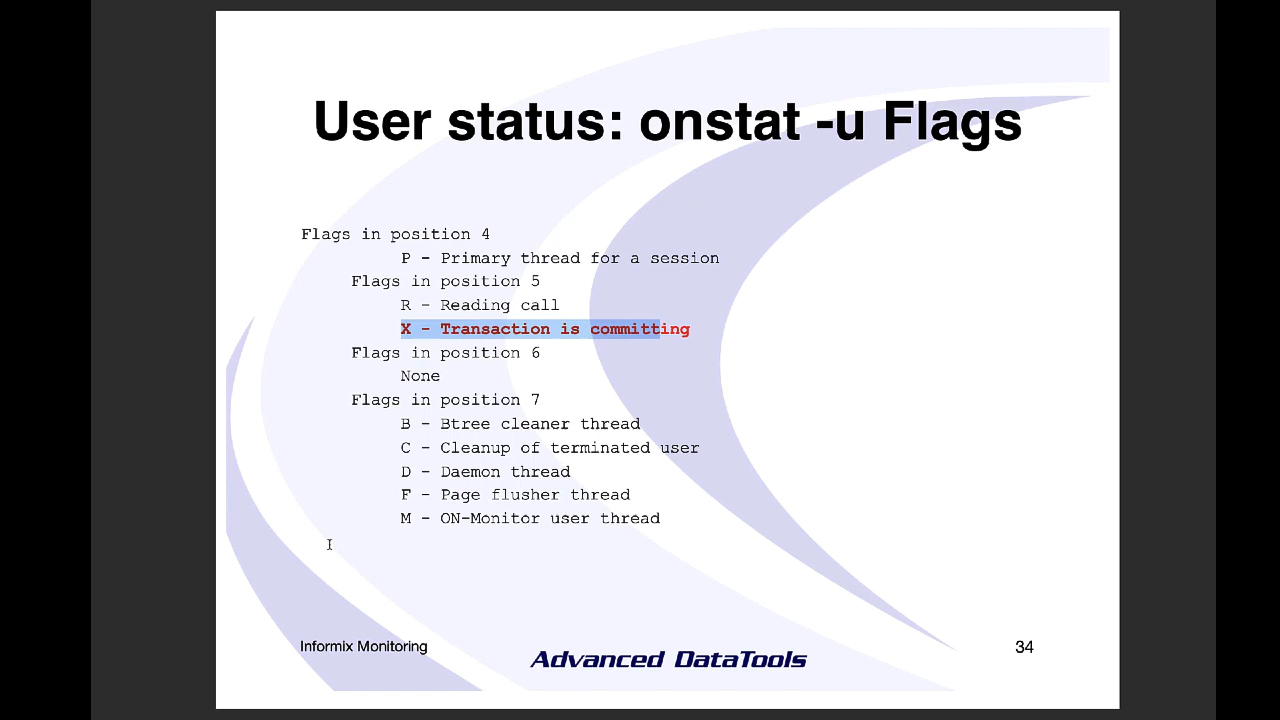 User status: onstat -u Flags
Flags in position 4
P - Primary thread for a session
Flags in position 5
R - Reading call
X - Transaction is committing
Flags in position 6
None
Flags in position 7
B - Btree cleaner thread
C - Cleanup of terminated user
D - Daemon thread
F - Page flusher thread
M - ON-Monitor user thread
Informix Monitoring
Advanced DataTools
34